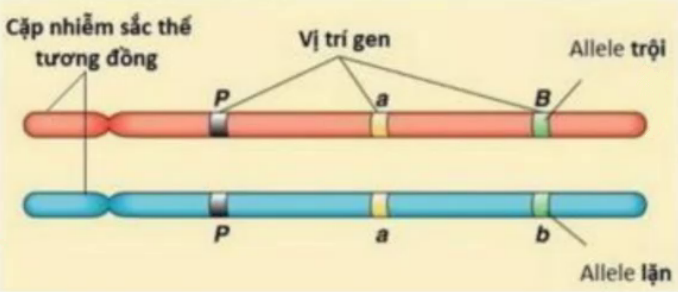 Cặp nhiễm sắc thể
tương đồng
Vị trí gen
Allele trội
P a B
P a b
Allele lặn